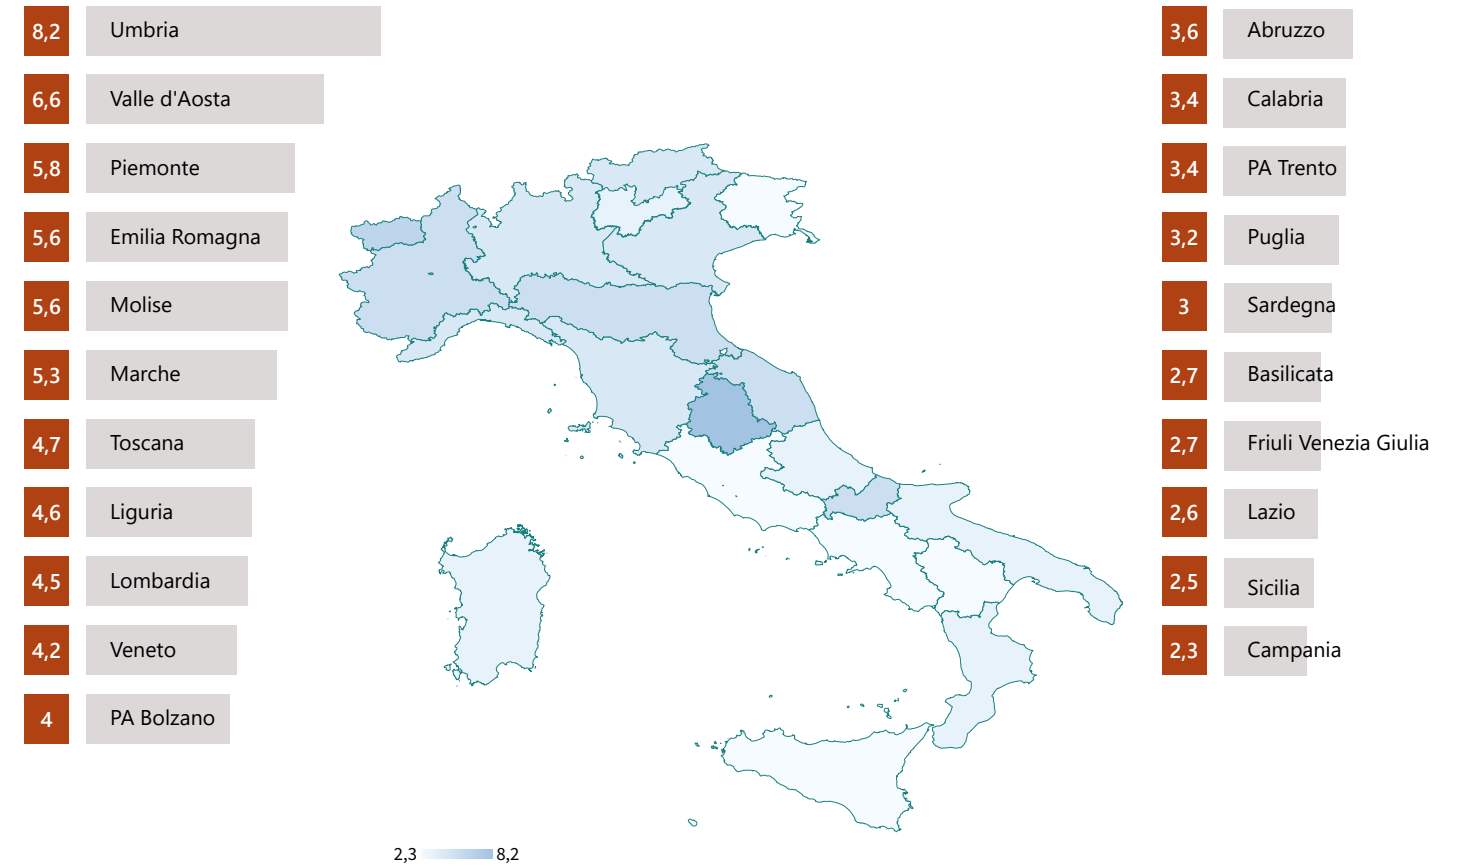 8,2 Umbria
6,6 Valle d'Aosta
5,8 Piemonte
5,6 Emilia Romagna
5,6 Molise
5,3 Marche
4,7 Toscana
4,6 Liguria
4,5 Lombardia
4,2 Veneto
4 PA Bolzano
3,6 Abruzzo
3,4 Calabria
3,4 PA Trento
3,2 Puglia
3 Sardegna
2,7 Basilicata
2,7 Friuli Venezia Giulia
2,6 Lazio
2,5 Sicilia
2,3 Campania
2,3 8,2